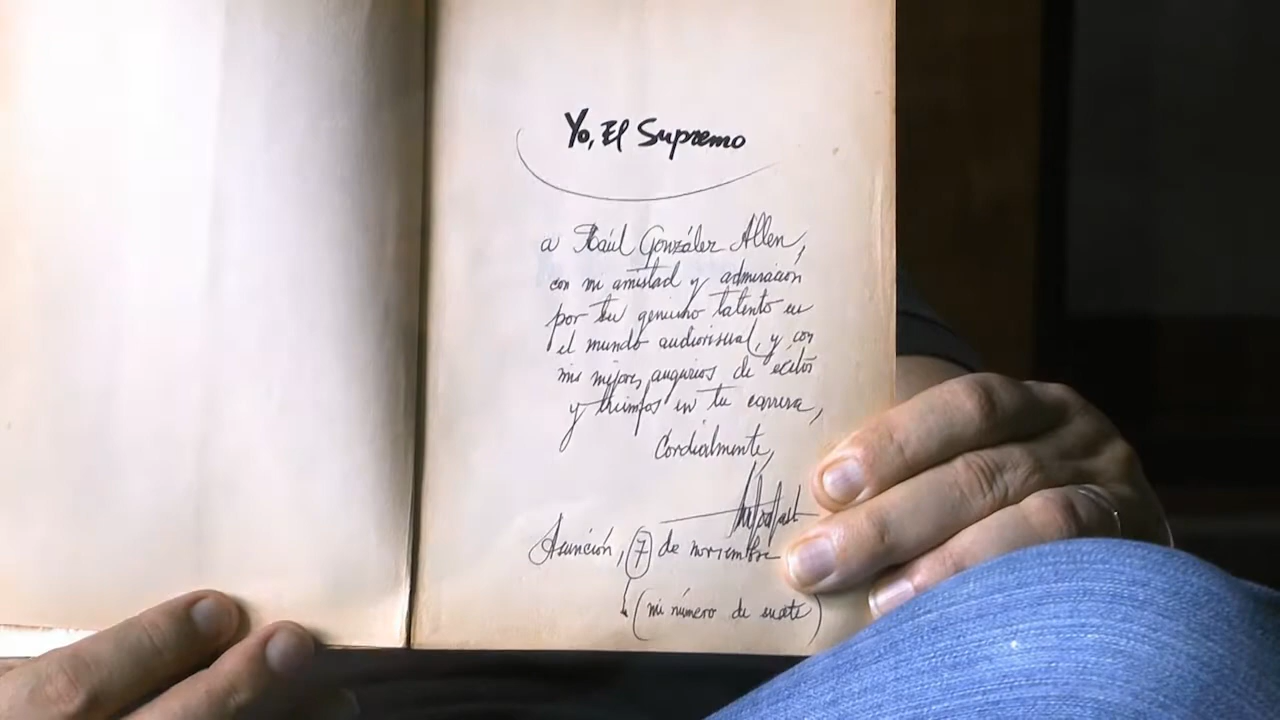 Yo, El Supremo
a Raúl González Allen,
con mi amistad y admiración
por tu genuino talento en
el mundo audiovisual, y con
mis mejores augurios de éxitos
y triunfos en tu carrera,
Cordialmente,
Asunción, 7 de noviembre
(mi número de suerte)